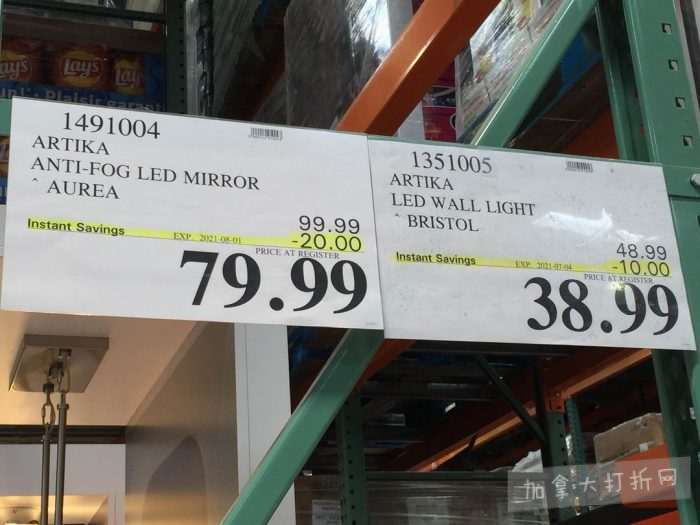 Lay's
Lay's
Lay's
Plaisir garant
1491004
ARTIKA
ANTI-FOG LED MIRROR
^ AUREA
99.99
Instant Savings EXP. 2021-08-01 -20.00
PRICE AT REGISTER
79.99
1351005
ARTIKA
LED WALL LIGHT
^ BRISTOL
48.99
Instant Savings EXP. 2021-07-04 -10.00
PRICE AT REGISTER
38.99
加拿大打折网